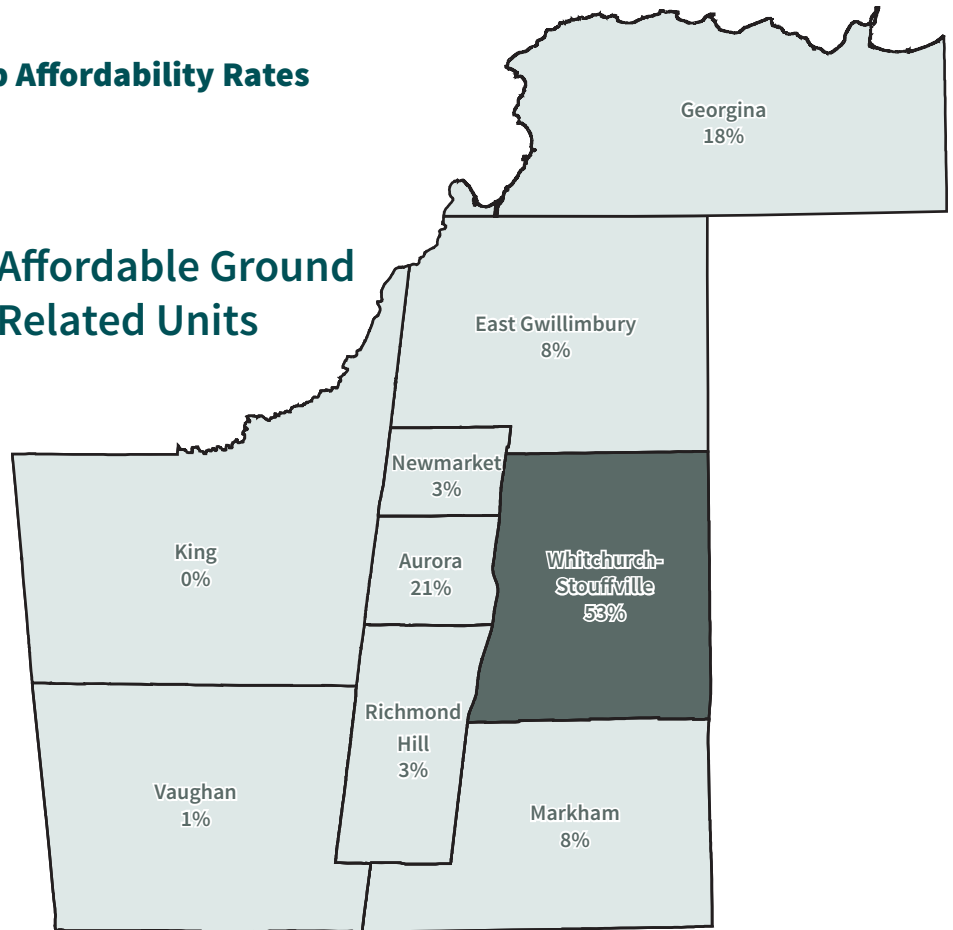 Affordability Rates
Affordable Ground
Related Units
Georgina
18%
East Gwillimbury
8%
Newmarket
3%
King
0%
Aurora
21%
Whitchurch-
Stouffville
53%
Richmond
Hill
3%
Vaughan
1%
Markham
8%